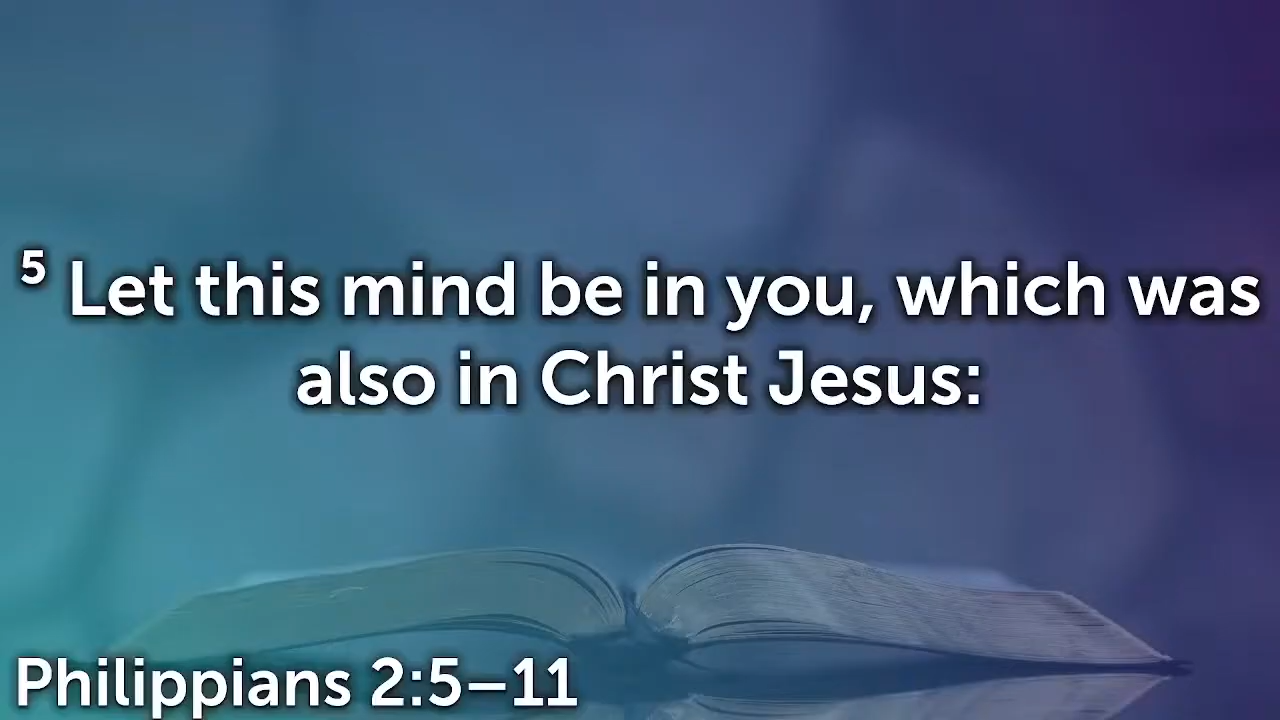 5 Let this mind be in you, which was
also in Christ Jesus:
Philippians 2:5–11